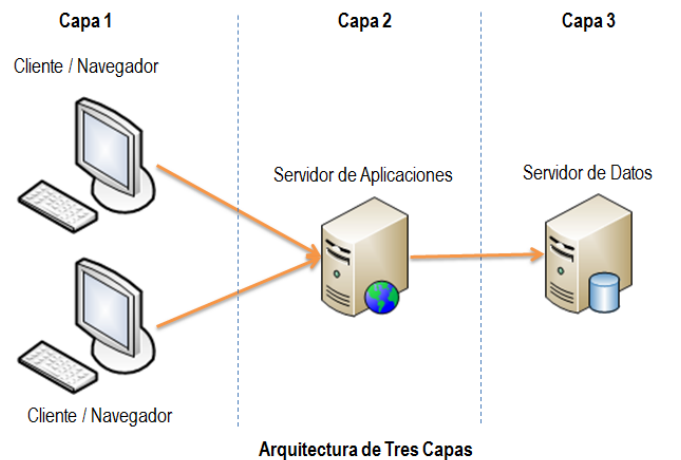 Capa 1
Capa 2
Capa 3
Cliente / Navegador
Servidor de Aplicaciones
Servidor de Datos
Cliente / Navegador
Arquitectura de Tres Capas